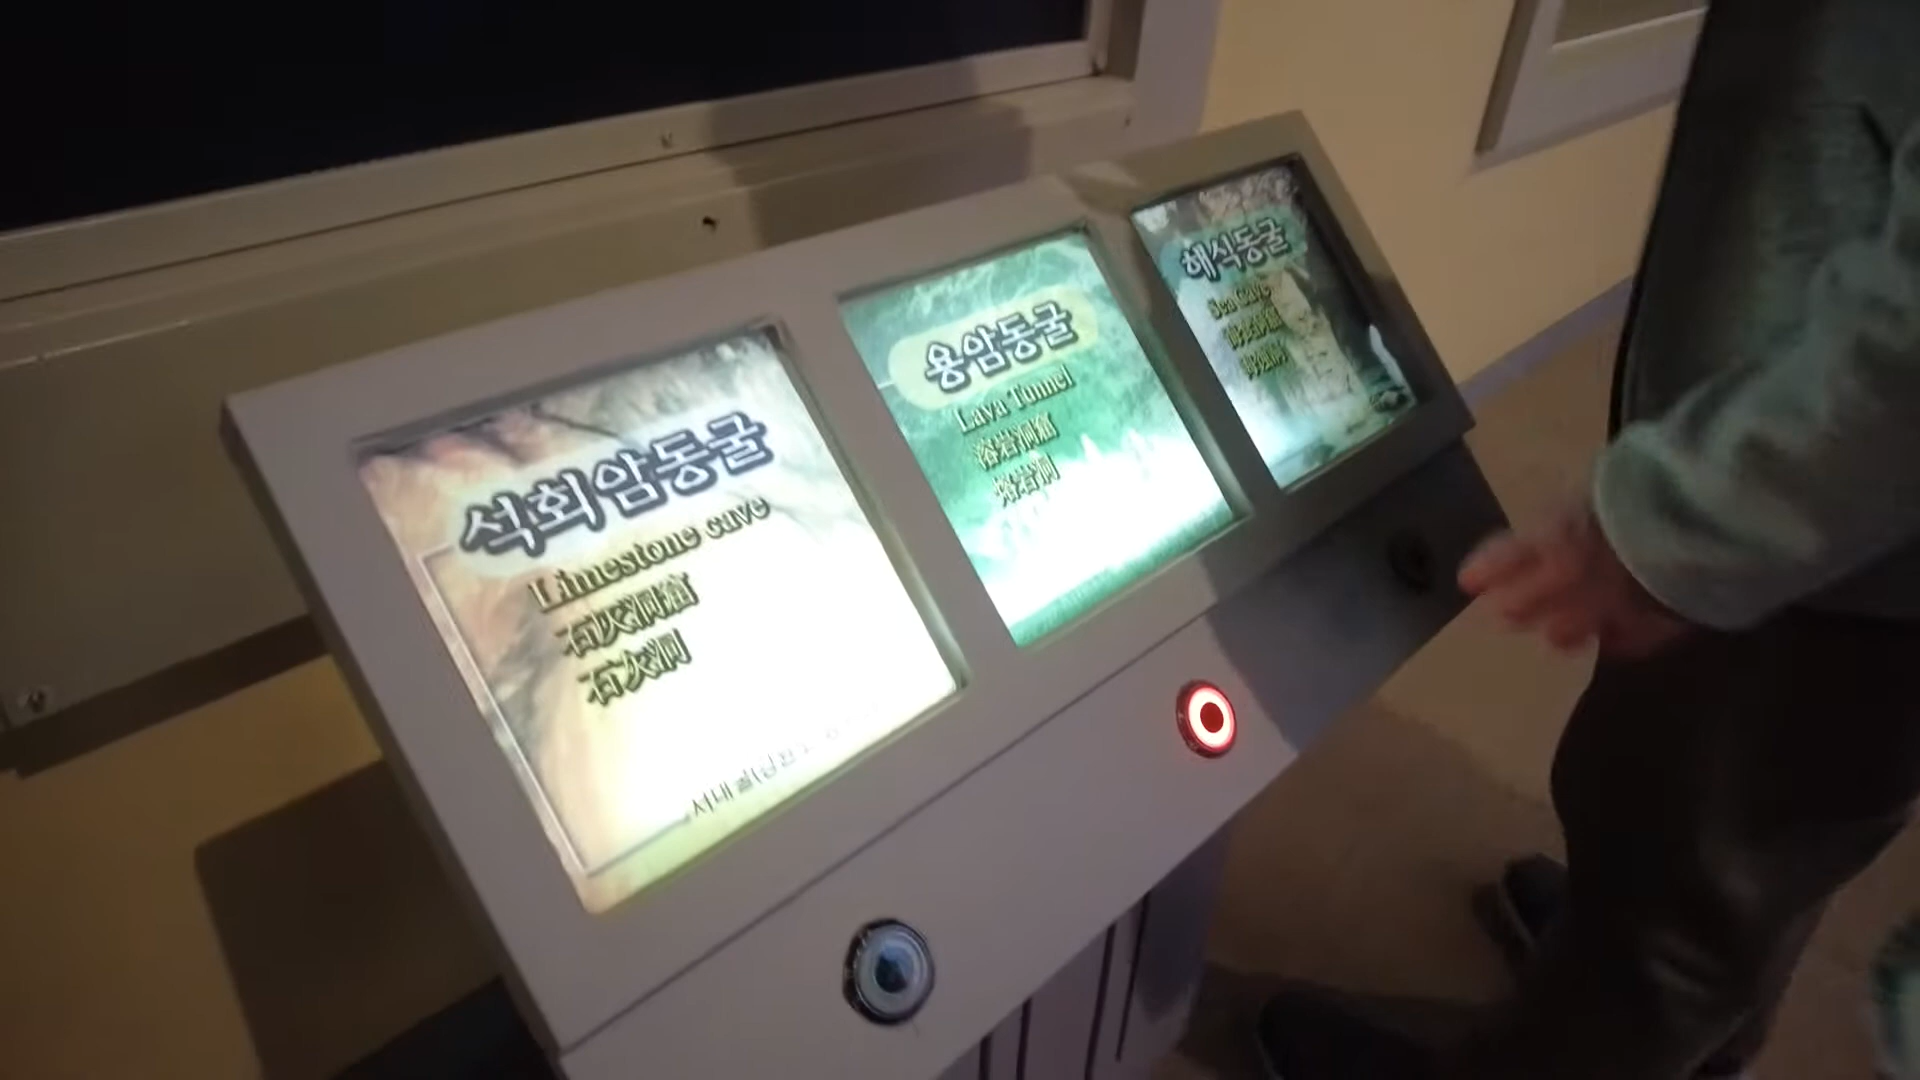 석회암동굴
Limestone cave
石灰洞窟
石灰洞
용암동굴
Lava Tunnel
溶岩洞窟
熔岩洞
해식동굴
Sea Cave